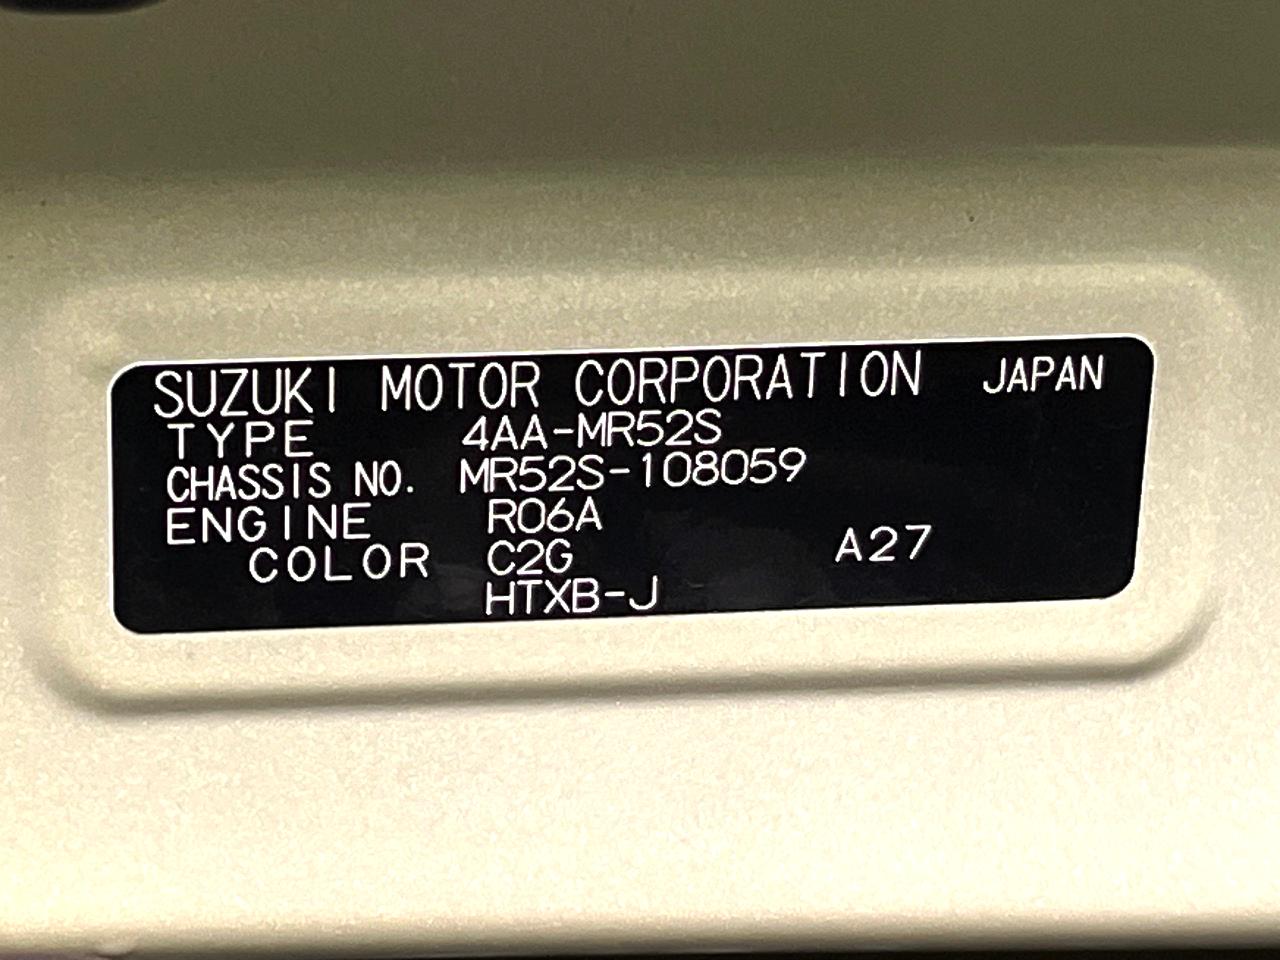 SUZUKI MOTOR CORPORATION JAPAN
TYPE 4AA-MR52S
CHASSIS NO. MR52S-108059
ENGINE R06A
COLOR C2G A27
HTXB-J